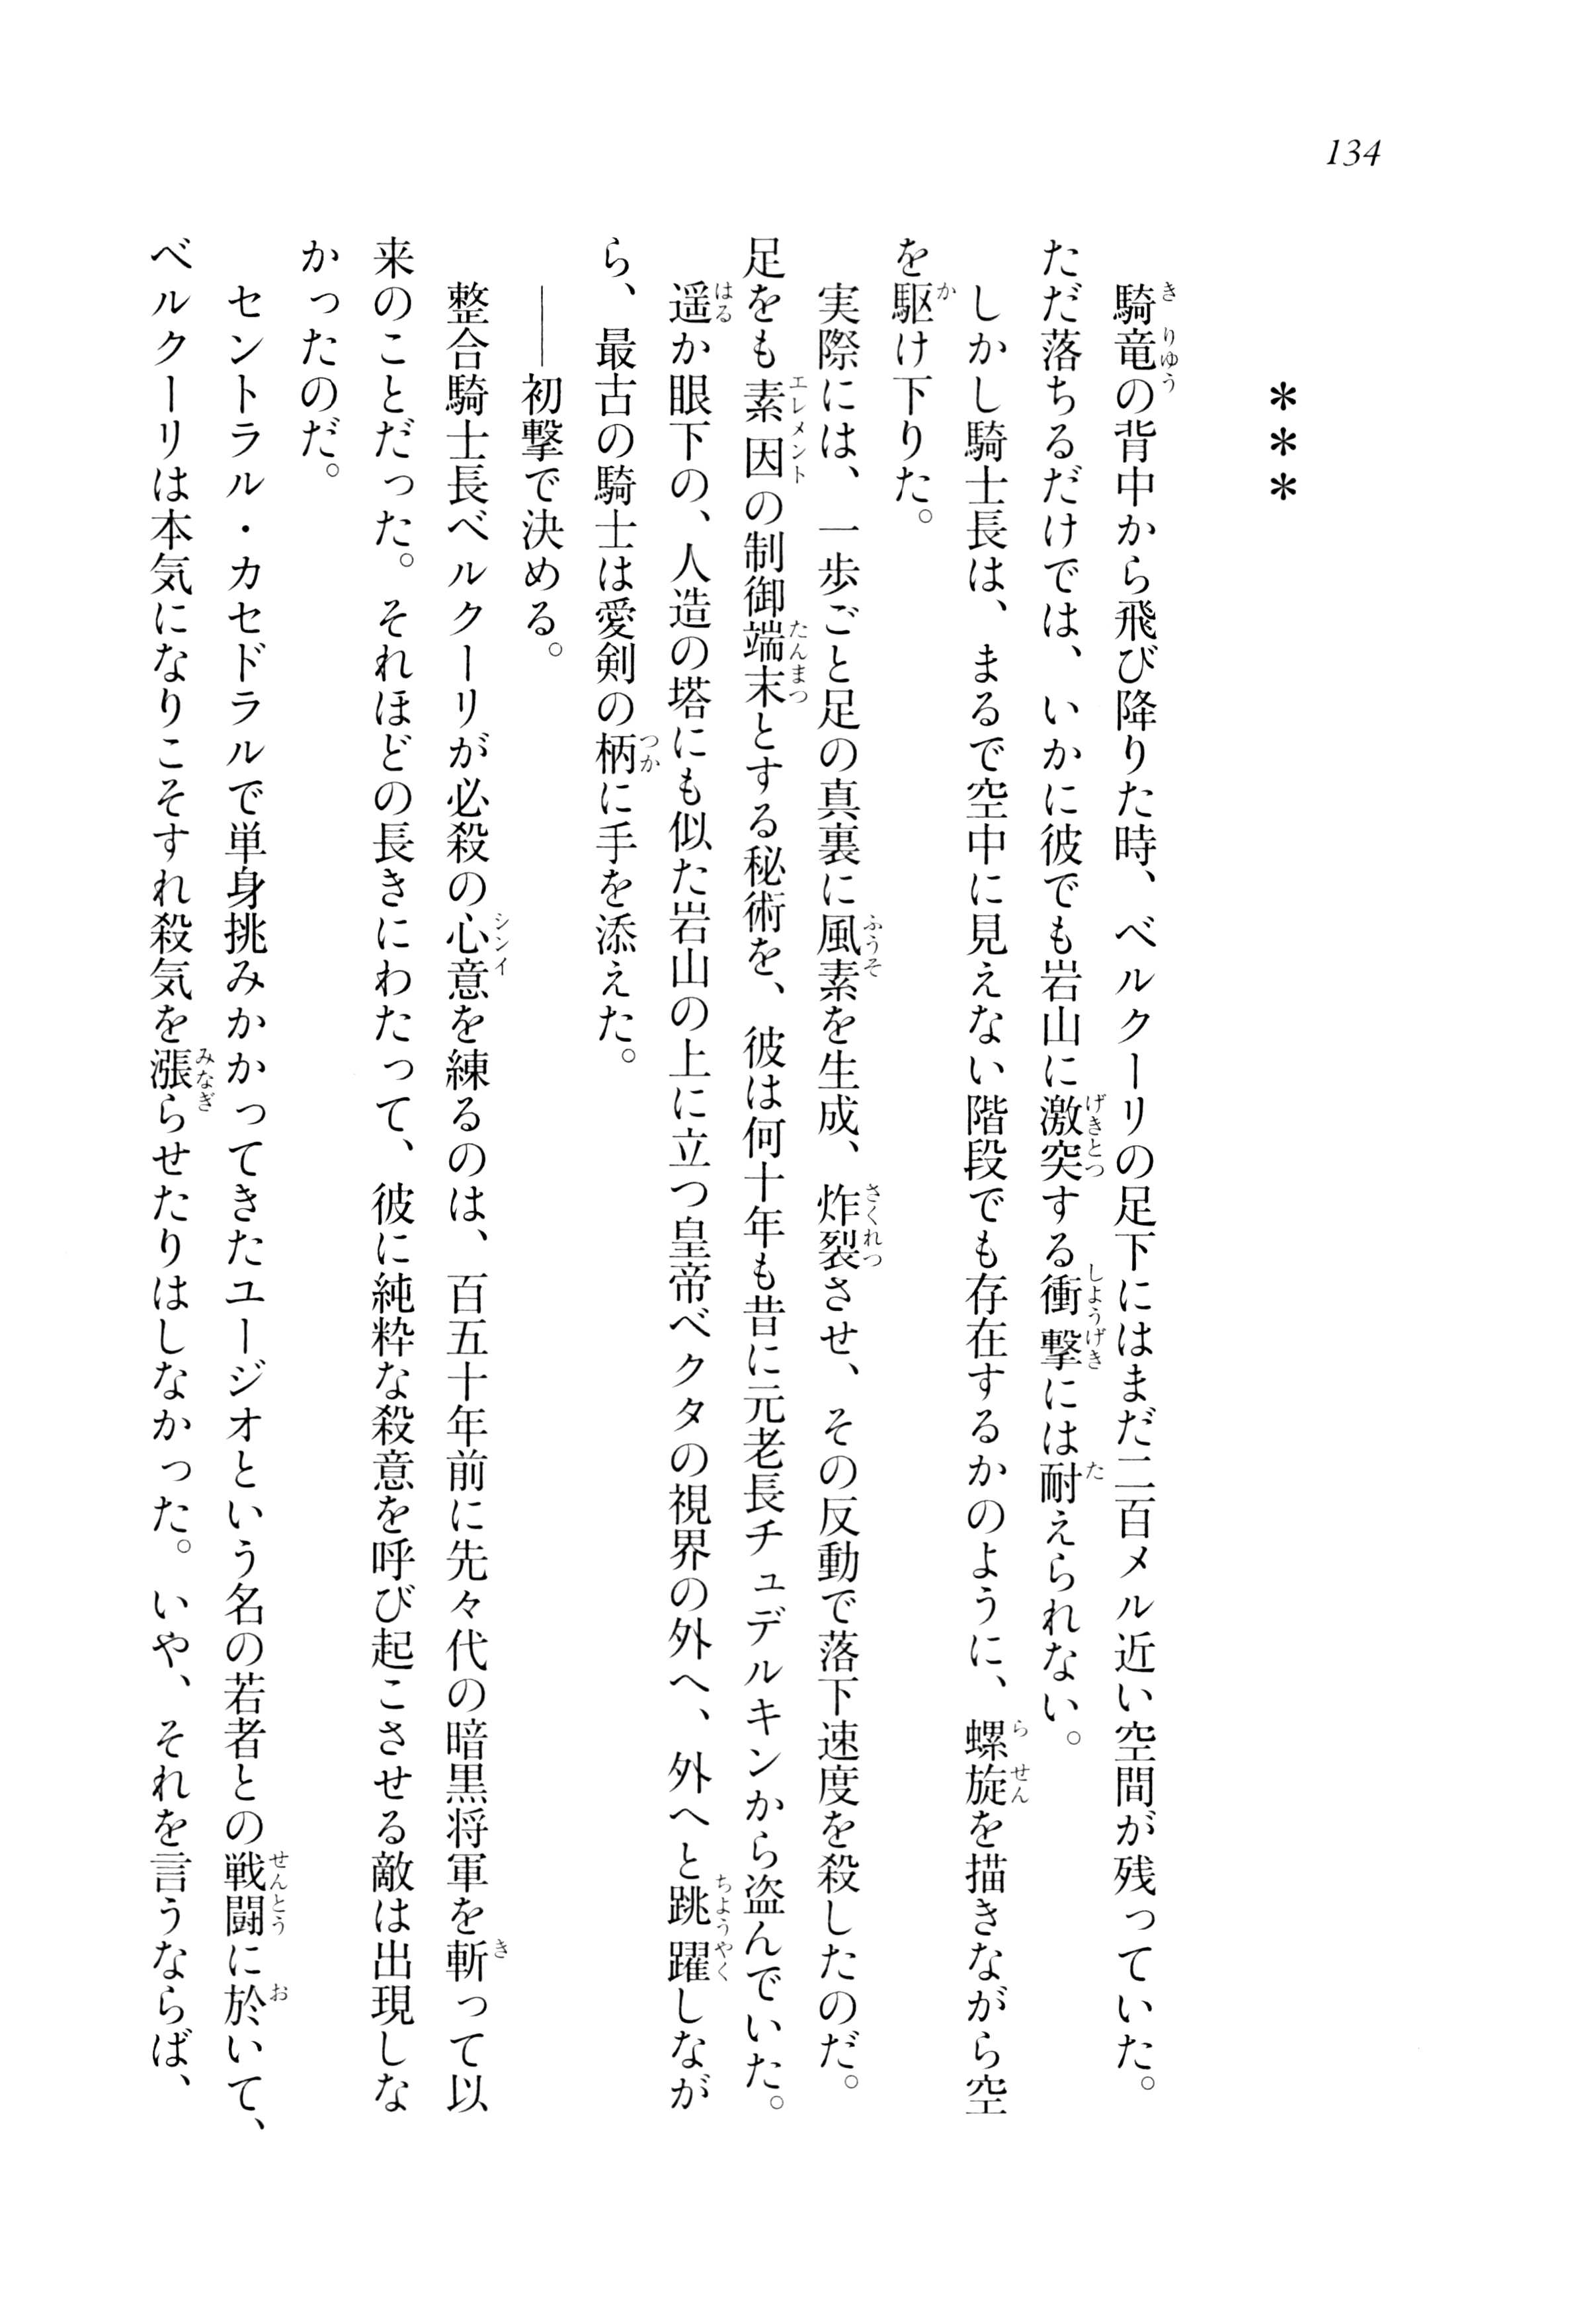 134
＊＊＊
騎竜の背中から飛び降りた時、ベルクーリの足下にはまだ二百メル近い空間が残っていた。
ただ落ちるだけでは、いかに彼でも岩山に激突する衝撃には耐えられない。
しかし騎士長は、まるで空中に見えない階段でも存在するかのように、螺旋を描きながら空
を駆け下りた。
実際には、一歩ごと足の真裏に風素を生成、炸裂させ、その反動で落下速度を殺したのだ。
足をも素因の制御端末とする秘術を、彼は何十年も昔に元老長チュデルキンから盗んでいた。
遥か眼下の、人造の塔にも似た岩山の上に立つ皇帝ベクタの視界の外へ、外へと跳躍しなが
ら、最古の騎士は愛剣の柄に手を添えた。
――初撃で決める。
整合騎士長ベルクーリが必殺の心意を練るのは、百五十年前に先々代の暗黒将軍を斬って以
来のことだった。それほどの長きにわたって、彼に純粋な殺意を呼び起こさせる敵は出現しな
かったのだ。
セントラル・カセドラルで単身挑みかかってきたユージオという名の若者との戦闘に於いて、
ベルクーリは本気になりこそすれ殺気を漲らせたりはしなかった。いや、それを言うならば、